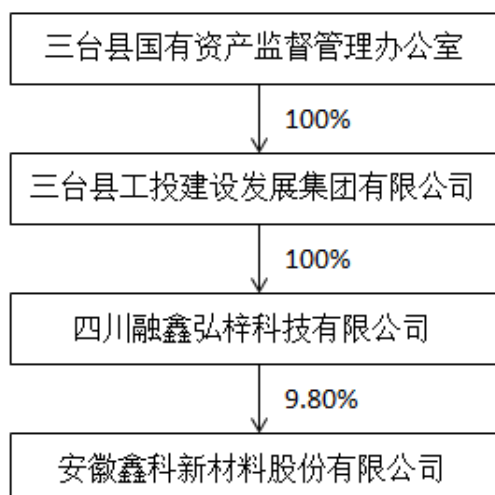 三台县国有资产监督管理办公室
100%
三台县工投建设发展集团有限公司
100%
四川融鑫弘梓科技有限公司
9.80%
安徽鑫科新材料股份有限公司